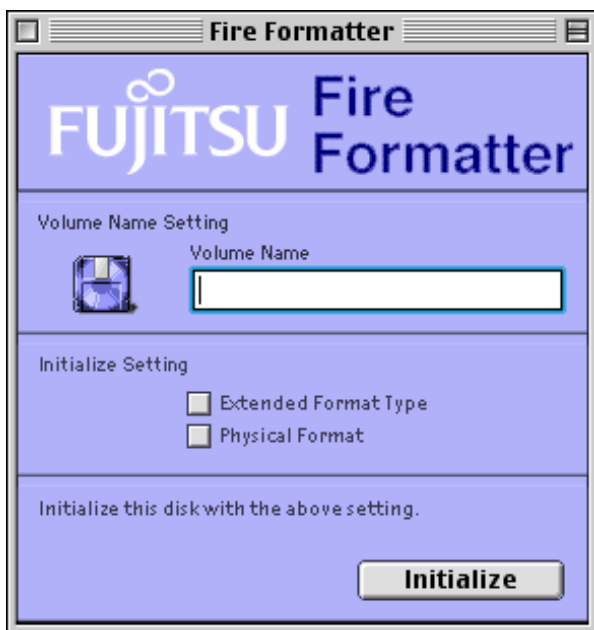 Fire Formatter
FUJITSU
Fire
Formatter
Volume Name Setting
Volume Name
Initialize Setting
Extended Format Type
Physical Format
Initialize this disk with the above setting.
Initialize